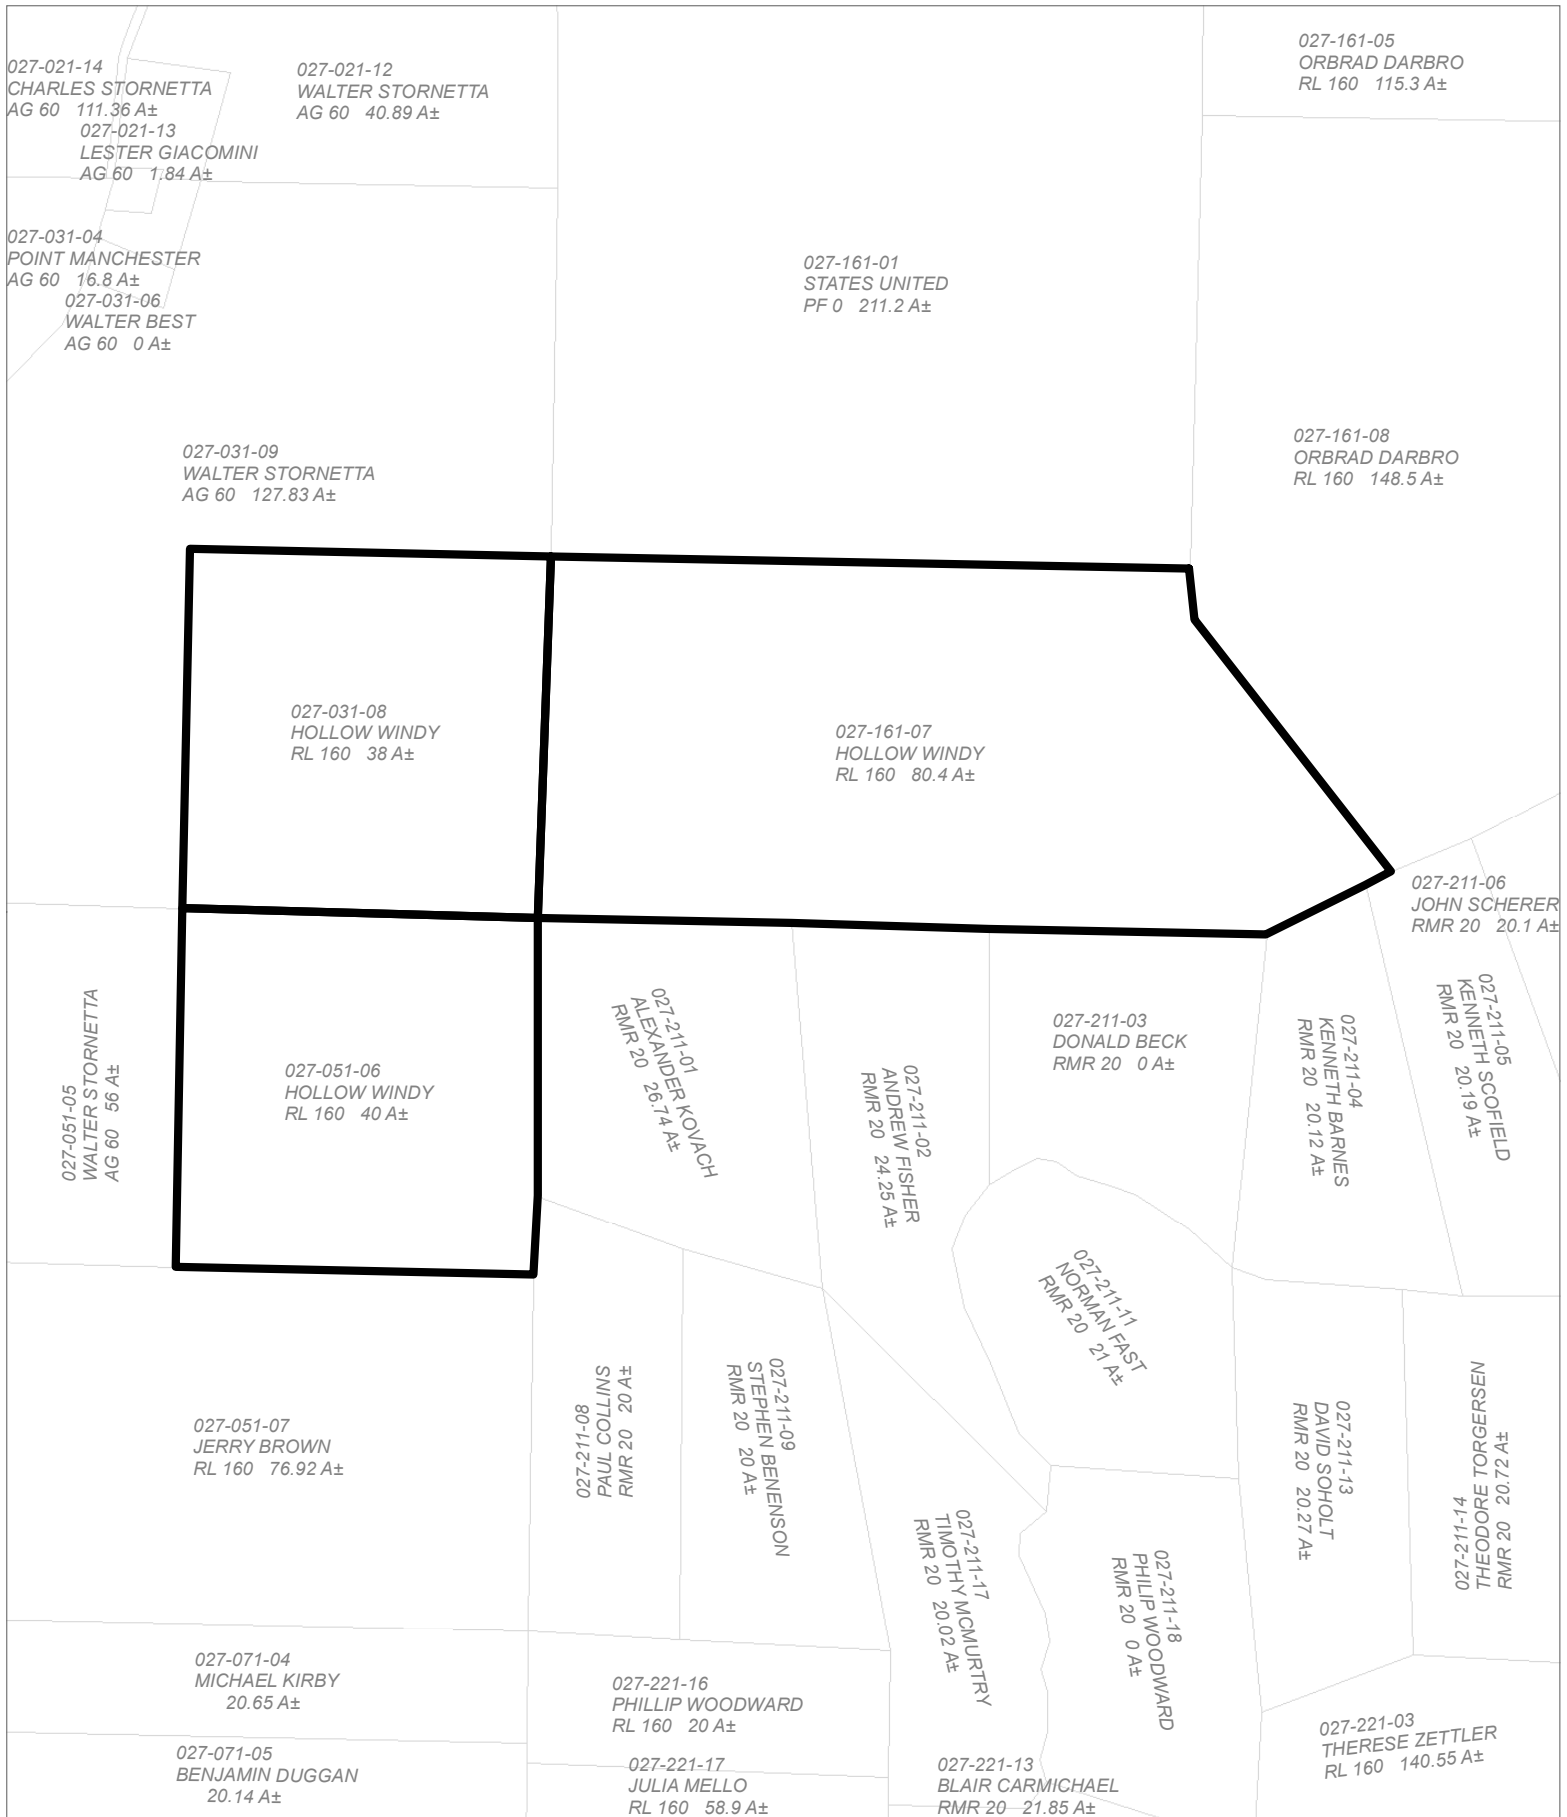 027-021-14
CHARLES STORNETTA
AG 60 111.36 A±
027-021-12
WALTER STORNETTA
AG 60 40.89 A±
027-161-05
ORBRAD DARBRO
RL 160 115.3 A±
027-021-13
LESTER GIACOMINI
AG 60 1.84 A±
027-031-04
POINT MANCHESTER
AG 60 16.8 A±
027-031-06
WALTER BEST
AG 60 0 A±
027-161-01
STATES UNITED
PF 0 211.2 A±
027-031-09
WALTER STORNETTA
AG 60 127.83 A±
027-161-08
ORBRAD DARBRO
RL 160 148.5 A±
027-031-08
HOLLOW WINDY
RL 160 38 A±
027-161-07
HOLLOW WINDY
RL 160 80.4 A±
027-211-06
JOHN SCHERER
RMR 20 20.1 A±
027-051-05
WALTER STORNETTA
AG 60 56 A±
027-051-06
HOLLOW WINDY
RL 160 40 A±
027-211-01
ALEXANDER KOVACH
RMR 20 26.74 A±
027-211-02
ANDREW FISHER
RMR 20 24.25 A±
027-211-03
DONALD BECK
RMR 20 0 A±
027-211-04
KENNETH BARNES
RMR 20 20.12 A±
027-211-05
KENNETH SCOFIELD
RMR 20 20.19 A±
027-211-11
NORMAN FAST
RMR 20 21 A±
027-051-07
JERRY BROWN
RL 160 76.92 A±
027-211-08
PAUL COLLINS
RMR 20 20 A±
027-211-09
STEPHEN BENENSON
RMR 20 20 A±
027-211-13
DAVID SOHOLT
RMR 20 20.27 A±
027-211-14
THEODORE TORGERSEN
RMR 20 20.72 A±
027-211-17
TIMOTHY MCMURTRY
RMR 20 20.02 A±
027-211-18
PHILIP WOODWARD
RMR 20 0 A±
027-071-04
MICHAEL KIRBY
20.65 A±
027-221-16
PHILLIP WOODWARD
RL 160 20 A±
027-221-03
THERESE ZETTLER
RL 160 140.55 A±
027-071-05
BENJAMIN DUGGAN
20.14 A±
027-221-17
JULIA MELLO
RL 160 58.9 A±
027-221-13
BLAIR CARMICHAEL
RMR 20 21.85 A±